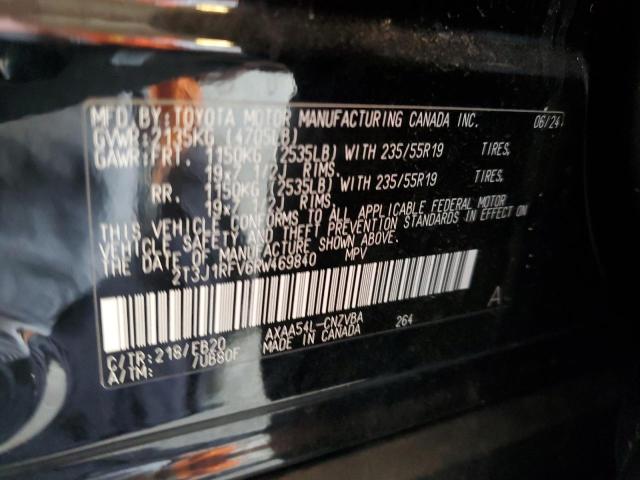 MFD. BY: TOYOTA MOTOR MANUFACTURING CANADA INC. 06/24
GVWR: 2135KG (4705LB)
GAWR: FRT. 1150KG (2535LB) WITH 235/55R19 TIRES,
19x7 1/2J RIMS.
RR. 1150KG (2535LB) WITH 235/55R19 TIRES,
19x7 1/2J RIMS.
THIS VEHICLE CONFORMS TO ALL APPLICABLE FEDERAL MOTOR
VEHICLE SAFETY AND THEFT PREVENTION STANDARDS IN EFFECT ON
THE DATE OF MANUFACTURE SHOWN ABOVE.
2T3J1RFV6RW469840 MPV
A
C/TR: 218/EB20 AXAA54L-CNZVBA 264
A/TM: /U680F MADE IN CANADA